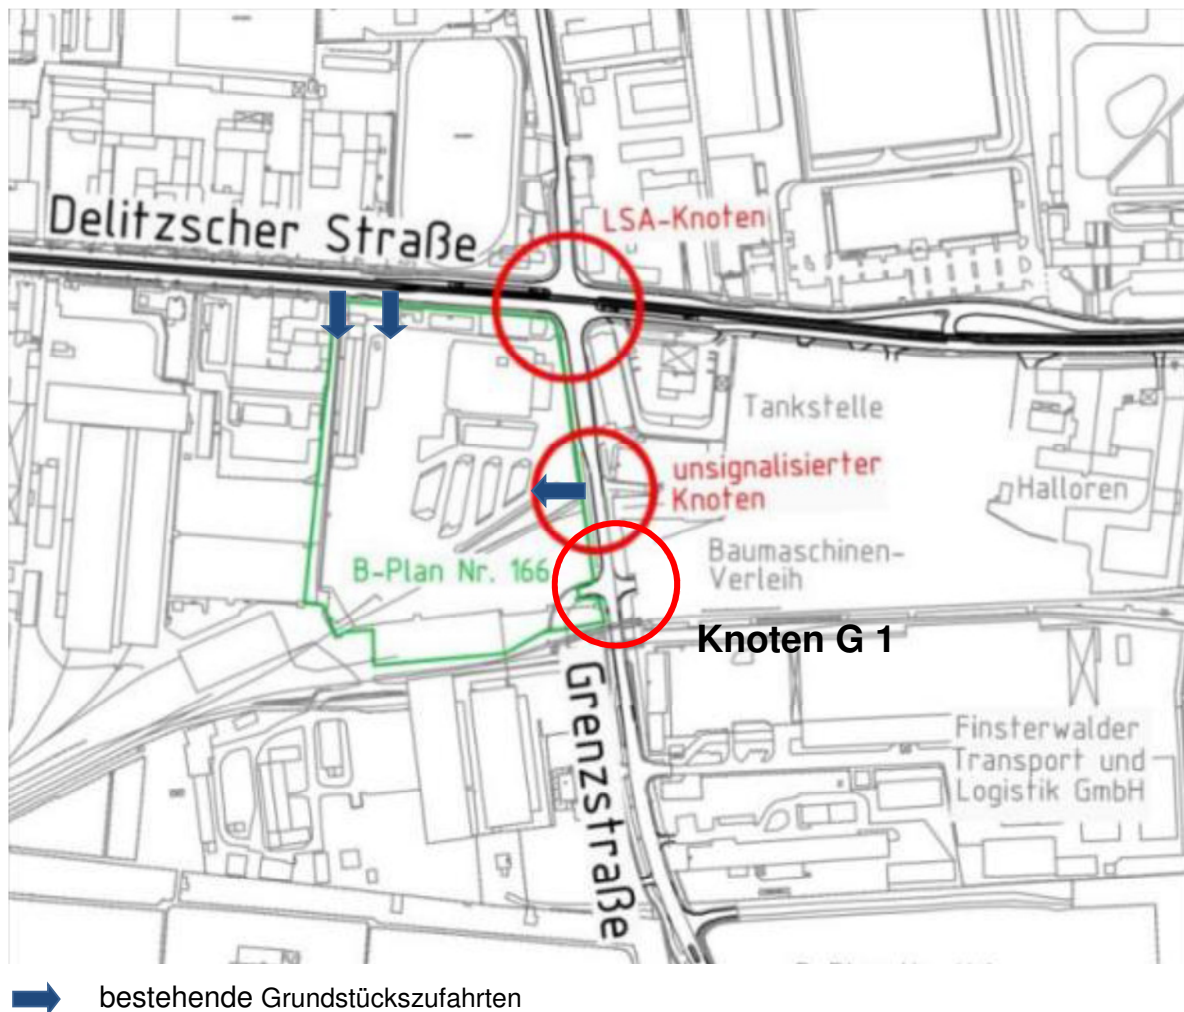 Delitzscher Straße
LSA-Knoten
Tankstelle
unsignalisierter
Knoten
Halloren
B-Plan Nr. 166
Baumaschinen-
Verleih
Knoten G 1
Grenzstraße
Finsterwalder
Transport und
Logistik GmbH
bestehende Grundstückszufahrten